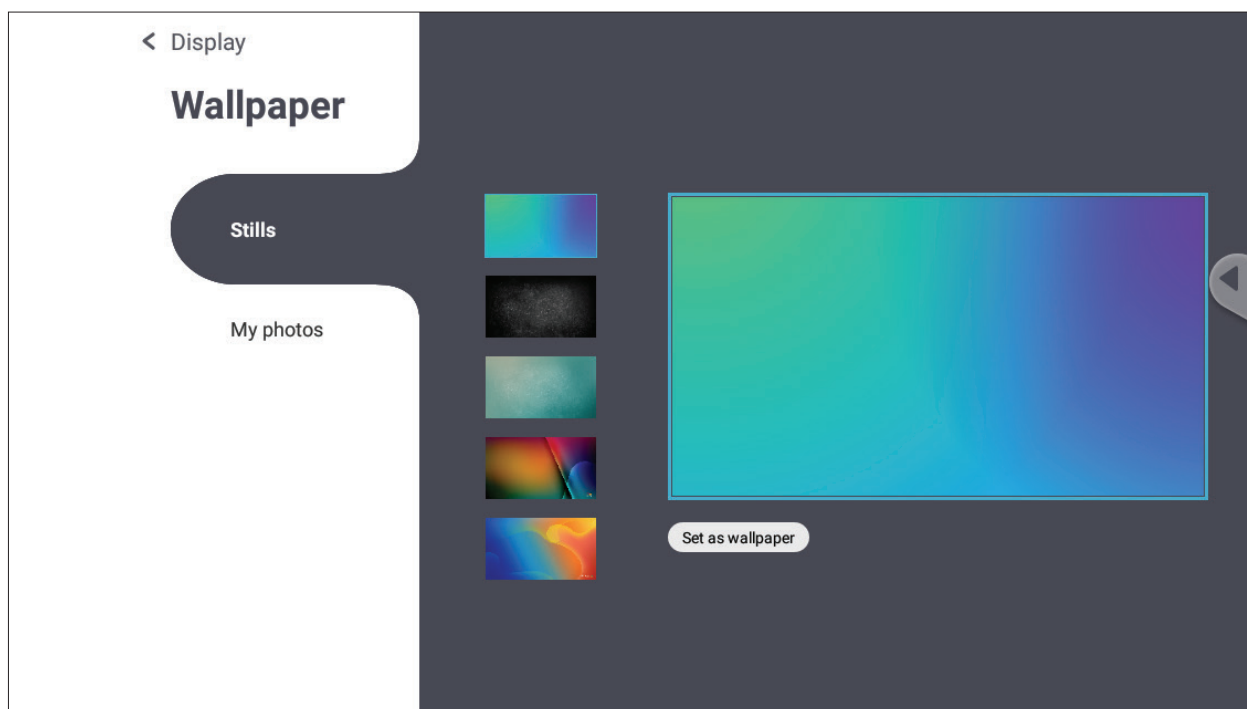 Display
Wallpaper
Stills
My photos
Set as wallpaper